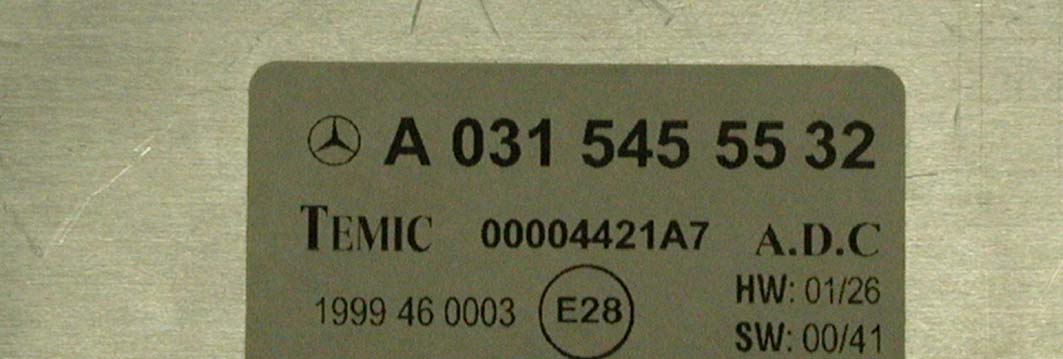 A 031 545 55 32
TEMIC 00004421A7 A.D.C
1999 46 0003 E28 HW: 01/26
SW: 00/41